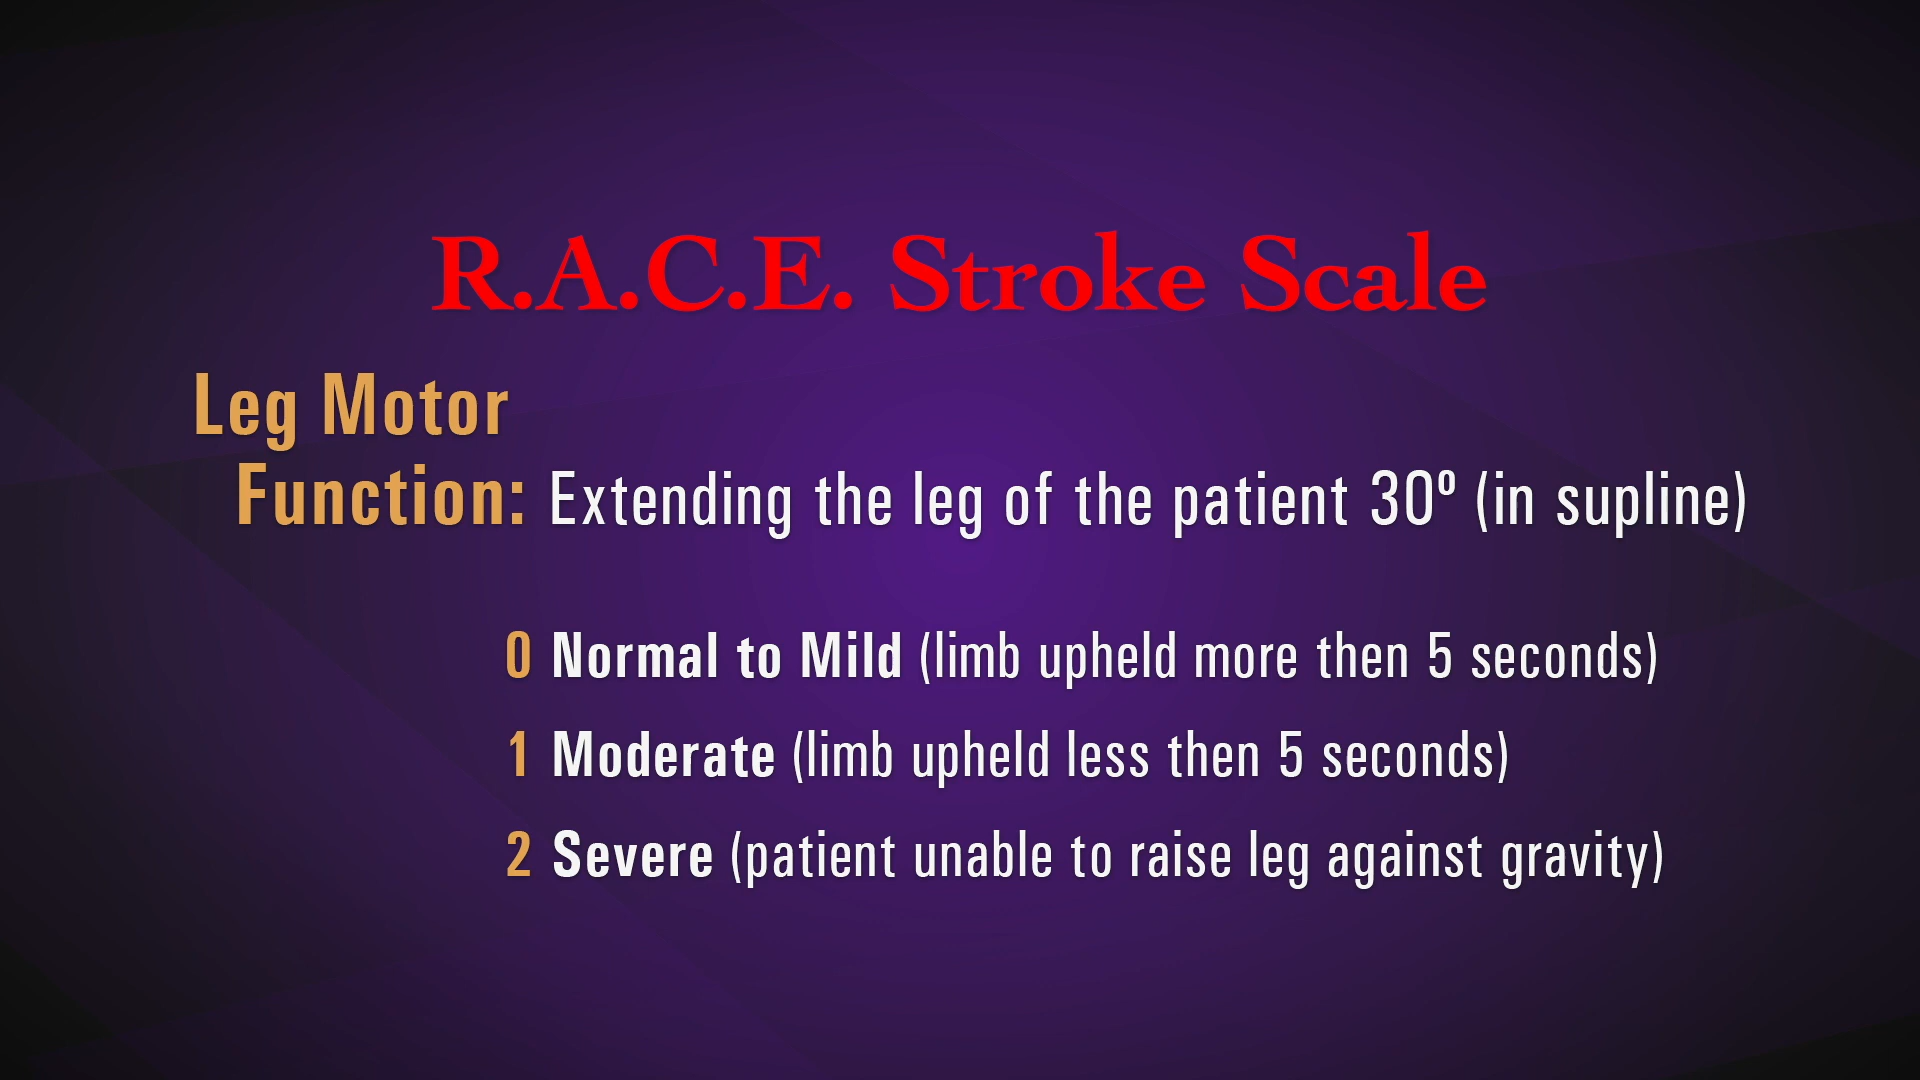 R.A.C.E. Stroke Scale
Leg Motor
Function: Extending the leg of the patient 30º (in supline)
0 Normal to Mild (limb upheld more then 5 seconds)
1 Moderate (limb upheld less then 5 seconds)
2 Severe (patient unable to raise leg against gravity)